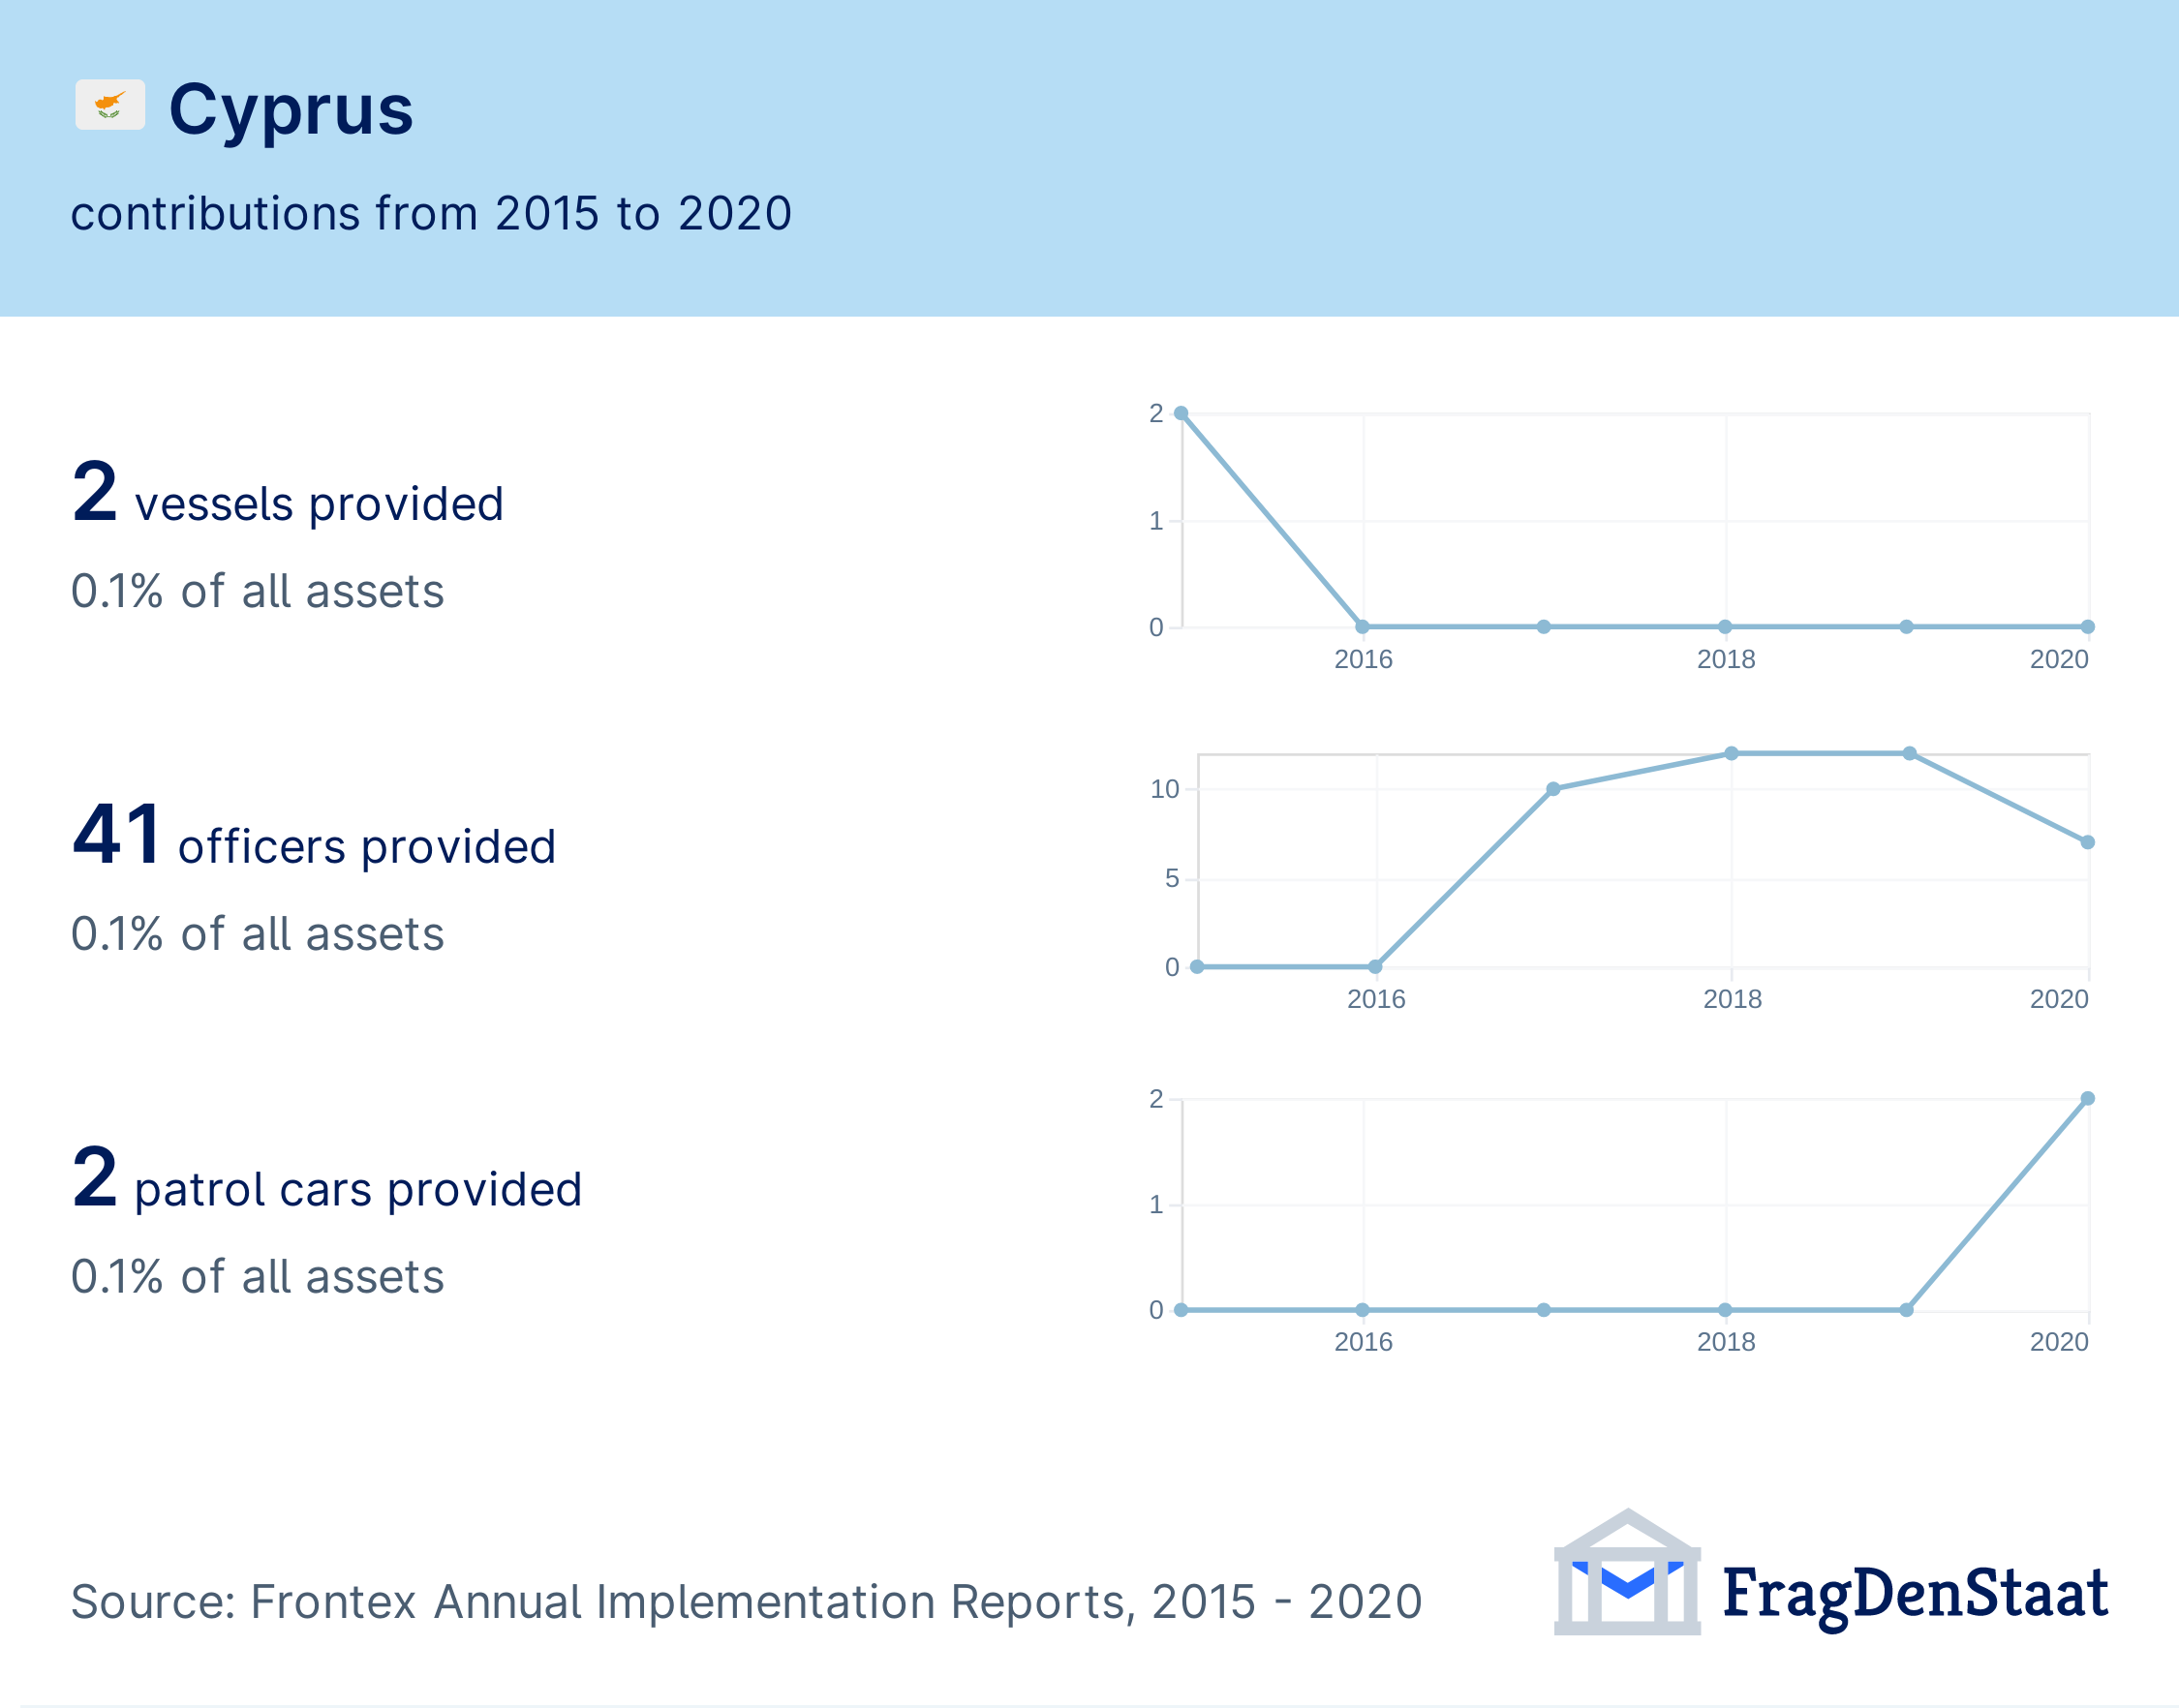 Cyprus
contributions from 2015 to 2020
2 vessels provided
0.1% of all assets
2
1
0
2016 2018 2020
41 officers provided
0.1% of all assets
10
5
0
2016 2018 2020
2 patrol cars provided
0.1% of all assets
2
1
0
2016 2018 2020
Source: Frontex Annual Implementation Reports, 2015 - 2020
FragDenStaat